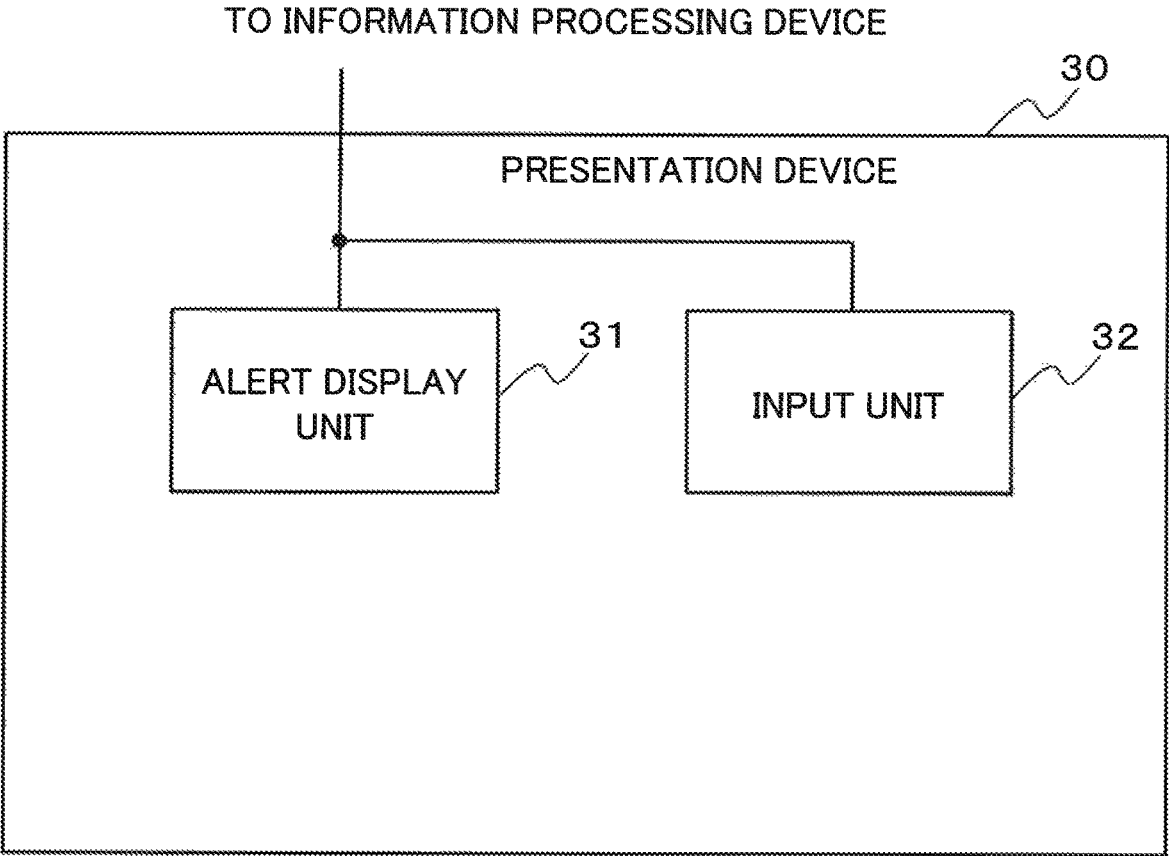 TO INFORMATION PROCESSING DEVICE
30
PRESENTATION DEVICE
31
ALERT DISPLAY
UNIT
32
INPUT UNIT